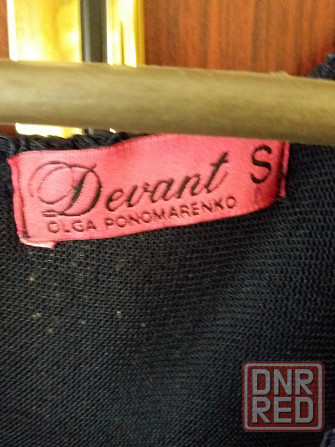 Devant S
OLGA PONOMARENKO
DNR
RED